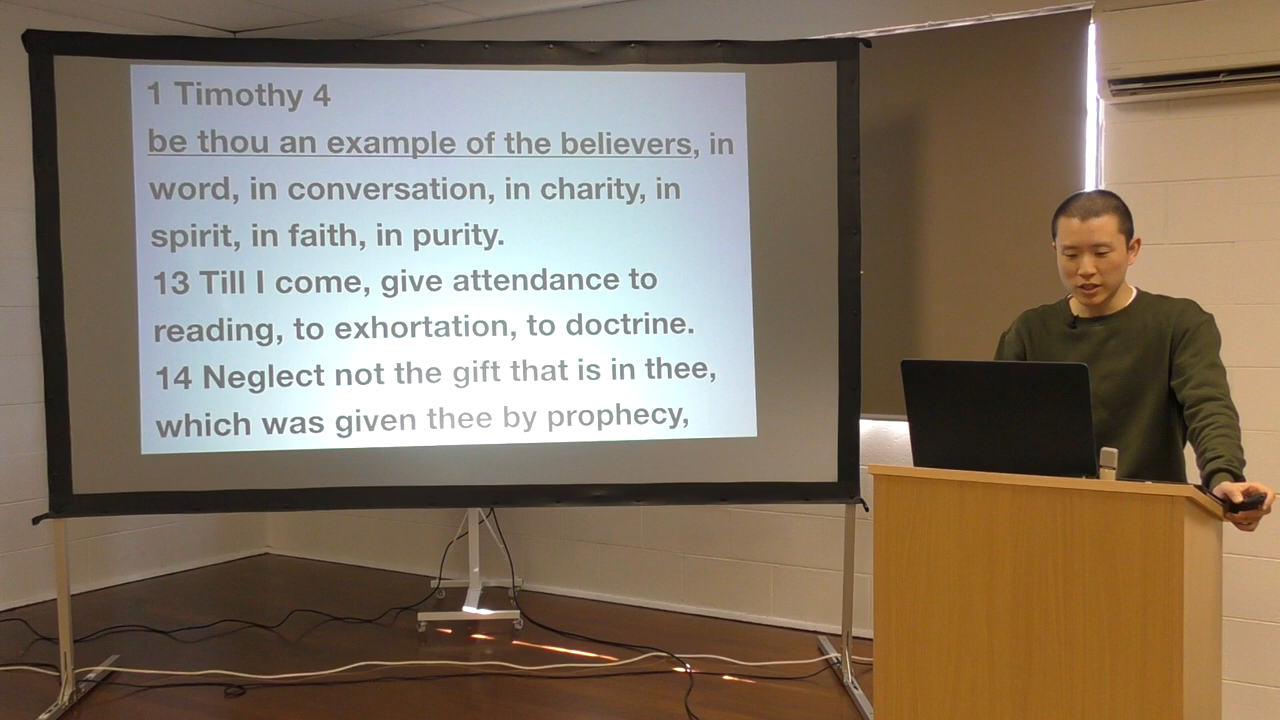 1 Timothy 4
be thou an example of the believers, in
word, in conversation, in charity, in
spirit, in faith, in purity.
13 Till I come, give attendance to
reading, to exhortation, to doctrine.
14 Neglect not the gift that is in thee,
which was given thee by prophecy,